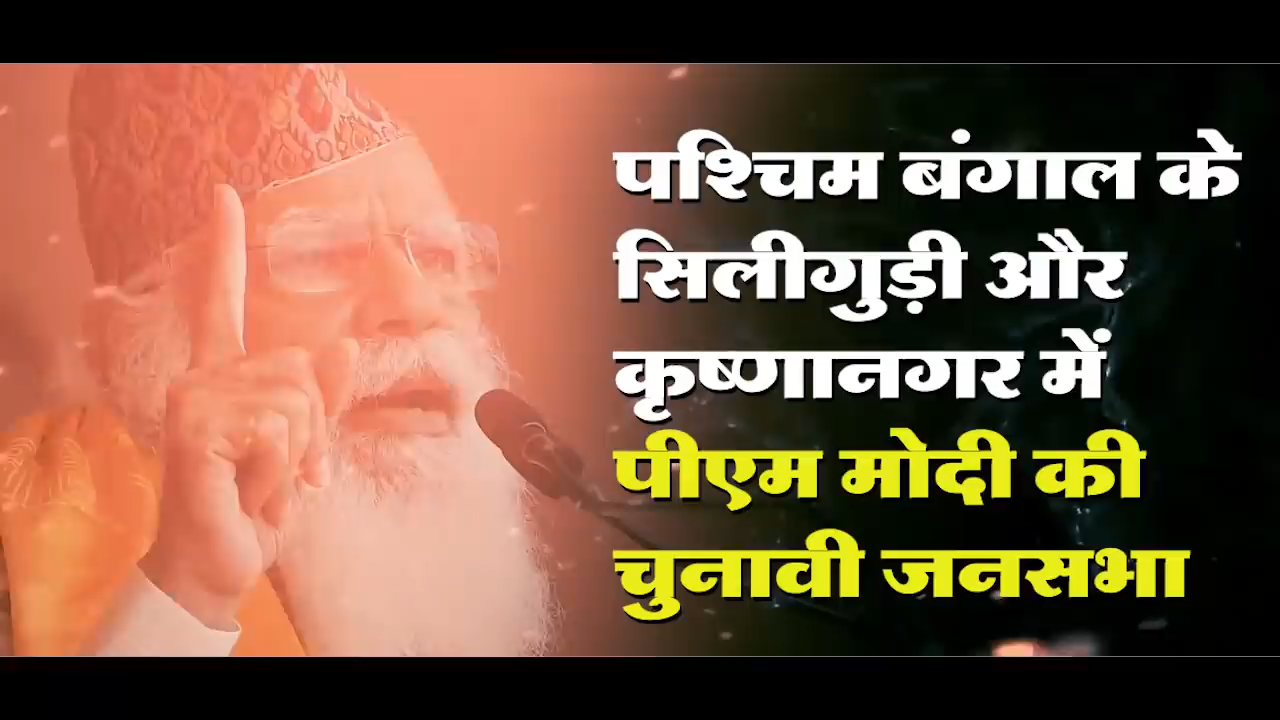 पश्चिम बंगाल के
सिलीगुड़ी और
कृष्णानगर में
पीएम मोदी की
चुनावी जनसभा